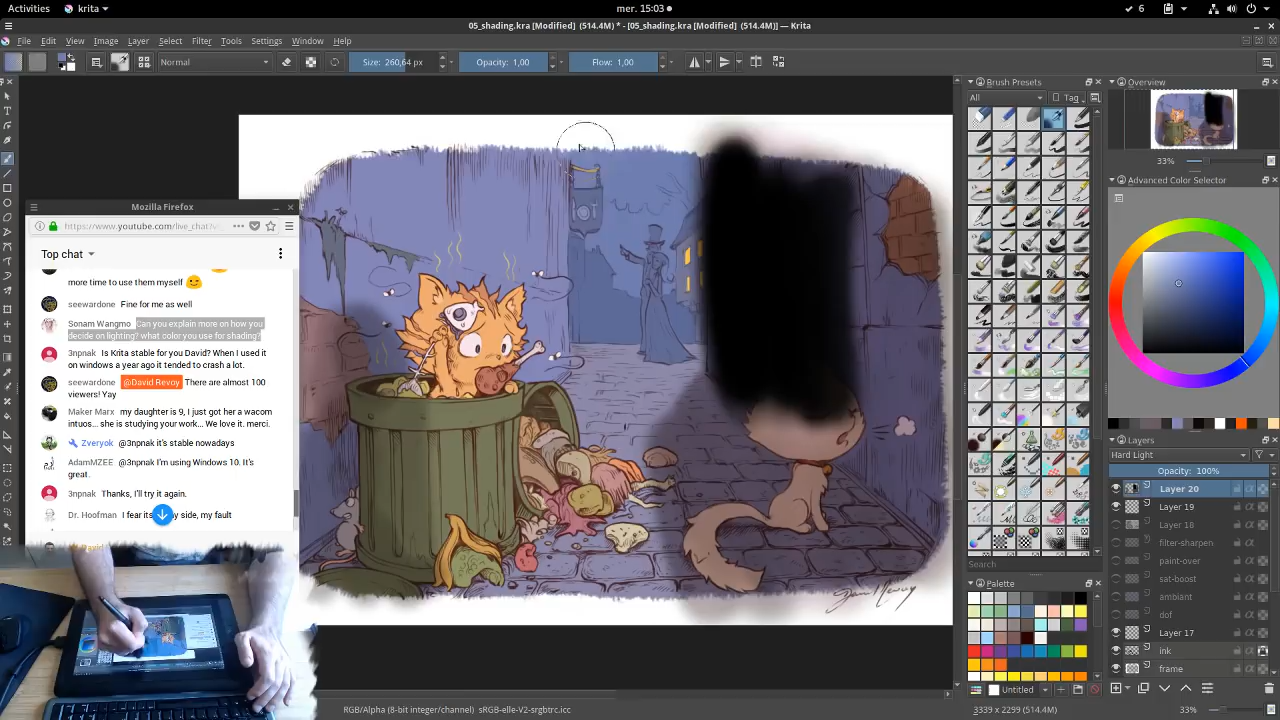 Activities
krita
mer. 15:03
6
05_shading.kra [Modified] (514.4M) * - [05_shading.kra [Modified] (514.4M)] — Krita
File
Edit
View
Image
Layer
Select
Filter
Tools
Settings
Window
Help
Normal
Size: 260,64 px
Opacity: 1,00
Flow: 1,00
Brush Presets
All
Tag
Search
Palette
Untitled
Overview
33%
Advanced Color Selector
Layers
Hard Light
Opacity: 100%
Layer 20
Layer 19
Layer 18
filter-sharpen
paint-over
sat-boost
ambiant
dof
Layer 17
ink
frame
Mozilla Firefox
https://www.youtube.com/live_chat?
Top chat
more time to use them myself
seewardone Fine for me as well
Sonam Wangmo Can you explain more on how you
decide on lighting? what color you use for shading?
3npnak Is Krita stable for you David? When I used it
on windows a year ago it tended to crash a lot.
seewardone @David Revoy There are almost 100
viewers! Yay
Maker Marx my daughter is 9, I just got her a wacom
intuos... she is studying your work... We love it. merci.
Zveryok @3npnak it's stable nowadays
AdamMZEE @3npnak I'm using Windows 10. It's
great.
3npnak Thanks, I'll try it again.
Dr. Hoofman I fear its my side, my fault
RGB/Alpha (8-bit integer/channel) sRGB-elle-V2-srgbtrc.icc
3339 x 2299 (514.4M)
33%